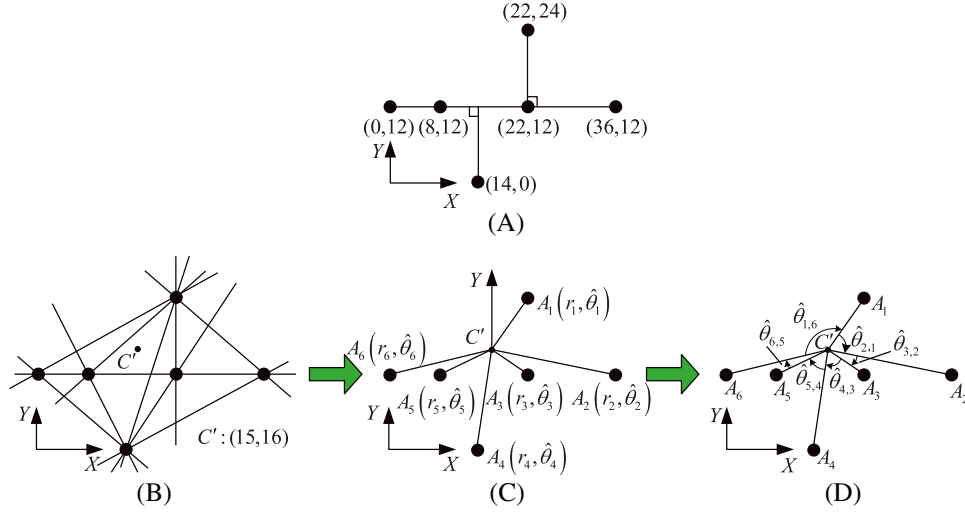 (22,24)
(0,12) (8,12) (22,12) (36,12)
Y
(14,0)
X
(A)
C'
Y
X
C':(15,16)
(B)
Y
A₁(r₁,θ̂₁)
C'
A₆(r₆,θ̂₆)
A₅(r₅,θ̂₅) A₃(r₃,θ̂₃) A₂(r₂,θ̂₂)
Y
X
A₄(r₄,θ̂₄)
(C)
A₁
θ̂₁,₆
C'
θ̂₆,₅ θ̂₂,₁ θ̂₃,₂
A₆ A₅ θ̂₅,₄ θ̂₄,₃ A₃ A₂
Y
X
A₄
(D)